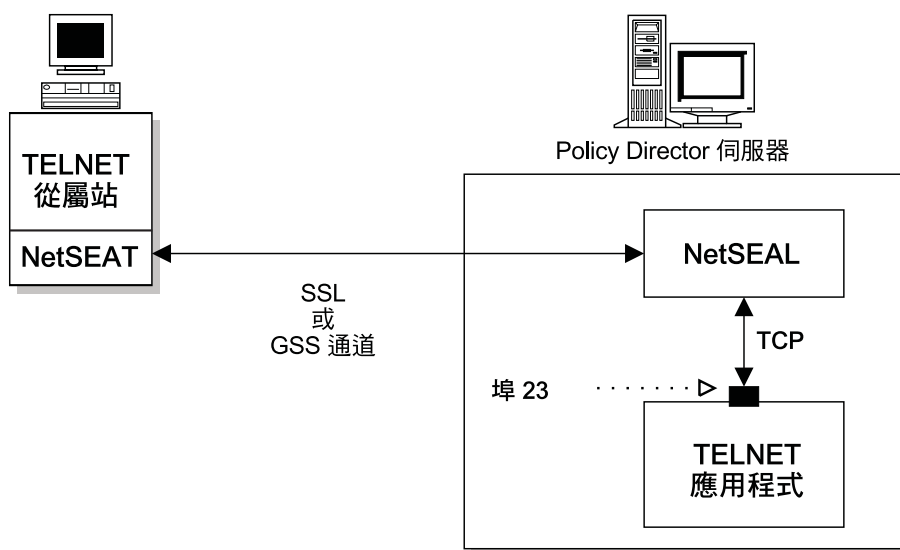 Policy Director 伺服器
TELNET
從屬站
NetSEAT
NetSEAL
SSL
或
GSS 通道
TCP
埠 23
TELNET
應用程式